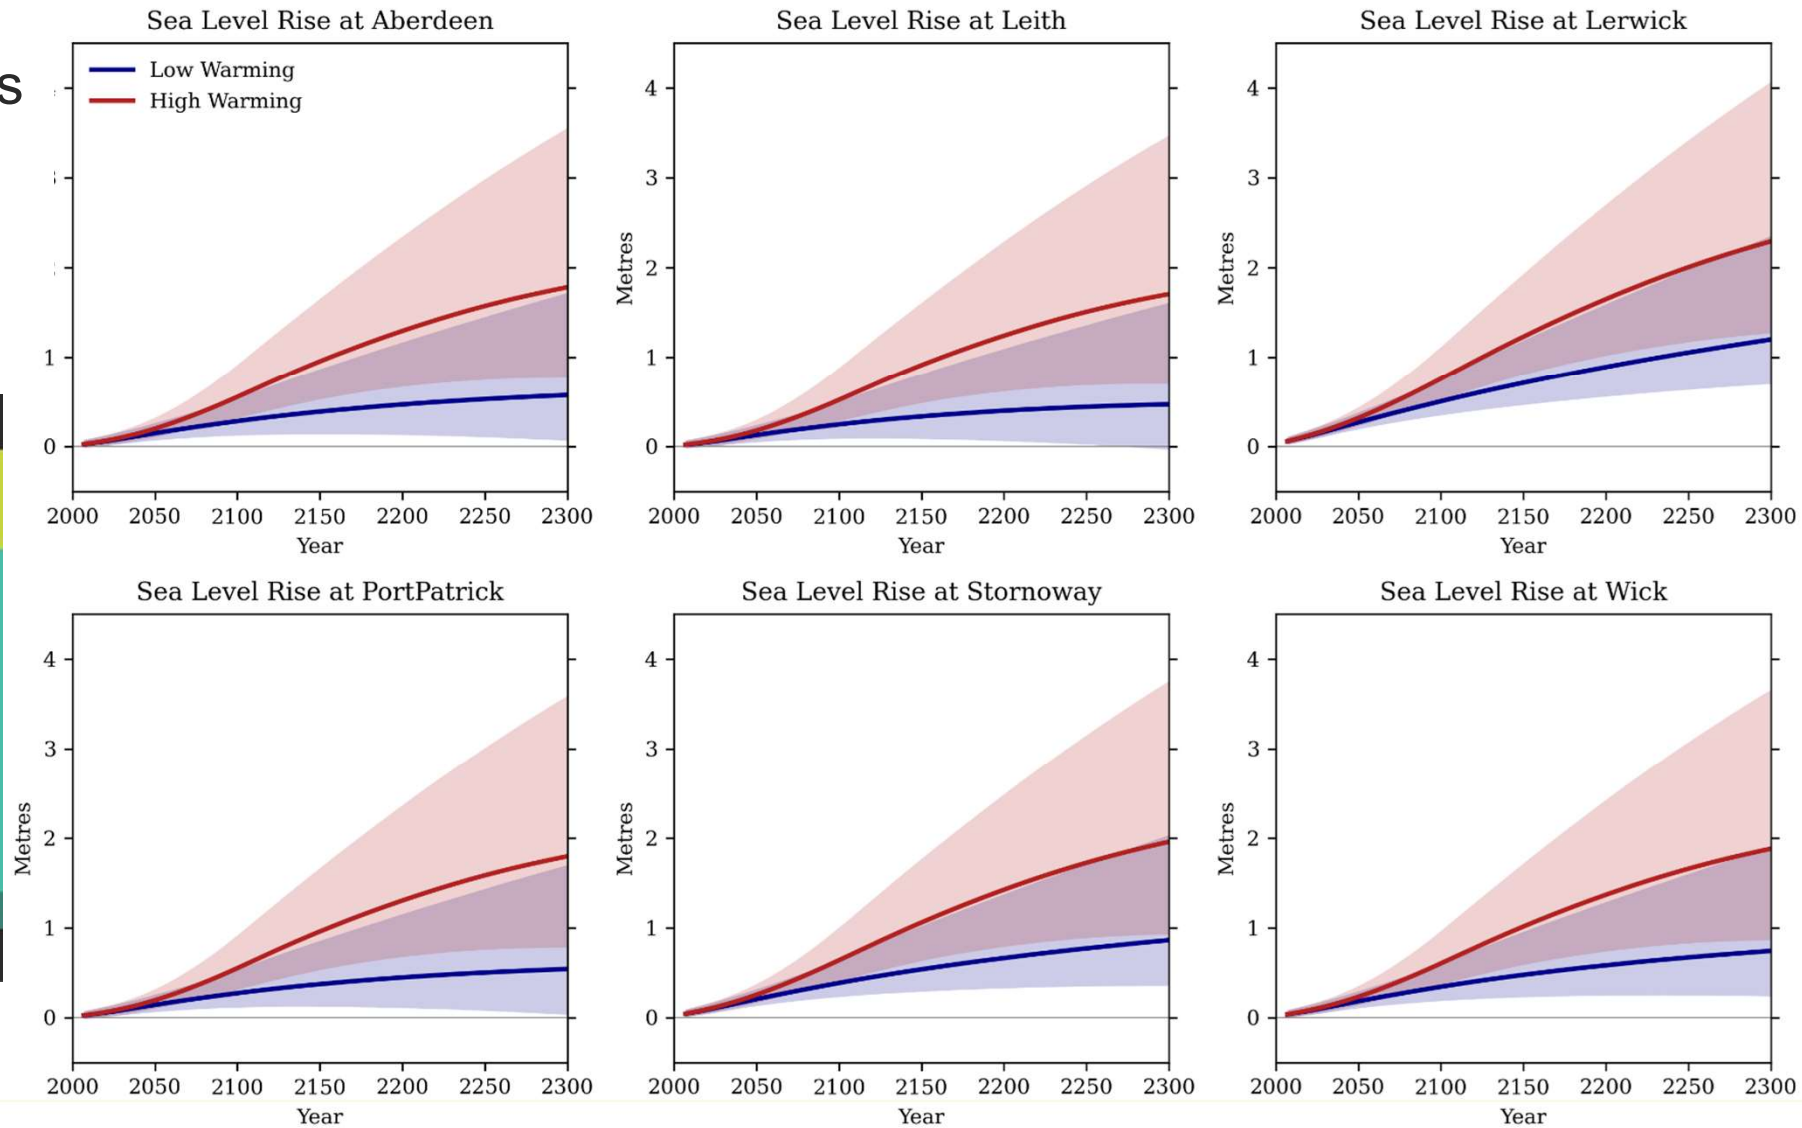 s
Sea Level Rise at Aberdeen
Low Warming
High Warming
1
0
2000 2050 2100 2150 2200 2250 2300
Year
Sea Level Rise at Leith
Metres
4
3
2
1
0
2000 2050 2100 2150 2200 2250 2300
Year
Sea Level Rise at Lerwick
Metres
4
3
2
1
0
2000 2050 2100 2150 2200 2250 2300
Year
Sea Level Rise at PortPatrick
Metres
4
3
2
1
0
2000 2050 2100 2150 2200 2250 2300
Year
Sea Level Rise at Stornoway
Metres
4
3
2
1
0
2000 2050 2100 2150 2200 2250 2300
Year
Sea Level Rise at Wick
Metres
4
3
2
1
0
2000 2050 2100 2150 2200 2250 2300
Year